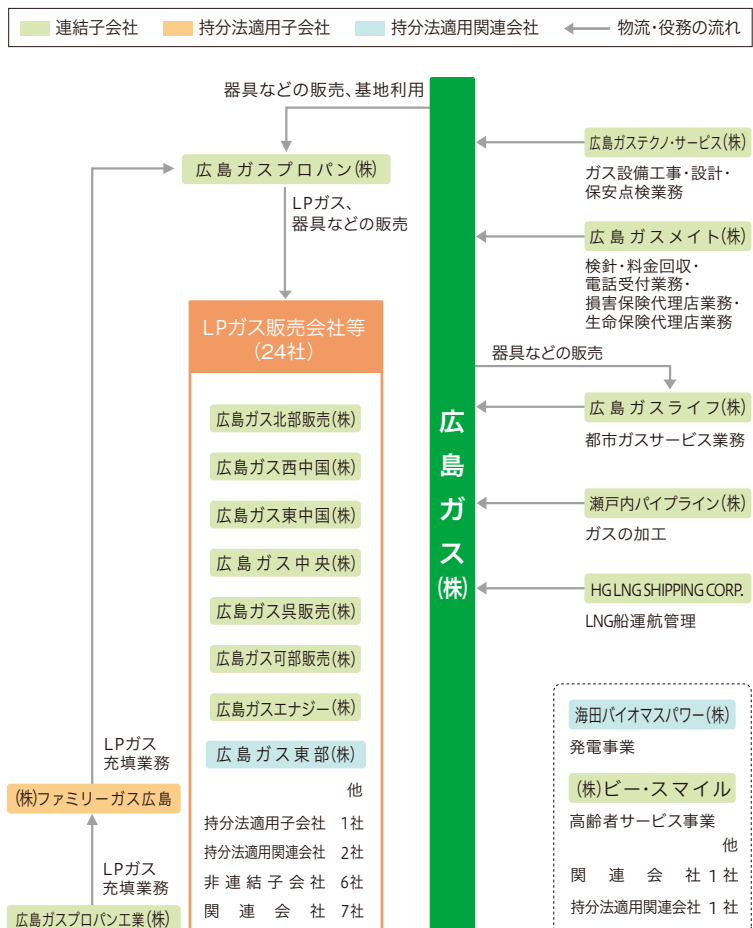 連結子会社 持分法適用子会社 持分法適用関連会社 物流・役務の流れ
器具などの販売、基地利用
広島ガスプロパン(株)
LPガス、
器具などの販売
LPガス販売会社等
(24社)
広島ガス北部販売(株)
広島ガス西中国(株)
広島ガス東中国(株)
広島ガス中央(株)
広島ガス呉販売(株)
広島ガス可部販売(株)
広島ガスエナジー(株)
広島ガス東部(株)
他
持分法適用子会社 1社
持分法適用関連会社 2社
非連結子会社 6社
関連会社 7社
LPガス
充填業務
(株)ファミリーガス広島
LPガス
充填業務
広島ガスプロパン工業(株)
広島ガス(株)
広島ガステクノ・サービス(株)
ガス設備工事・設計・
保安点検業務
広島ガスメイト(株)
検針・料金回収・
電話受付業務・
損害保険代理店業務・
生命保険代理店業務
器具などの販売
広島ガスライフ(株)
都市ガスサービス業務
瀬戸内パイプライン(株)
ガスの加工
HG LNG SHIPPING CORP.
LNG船運航管理
海田バイオマスパワー(株)
発電事業
(株)ビー・スマイル
高齢者サービス事業
他
関連会社 1社
持分法適用関連会社 1社